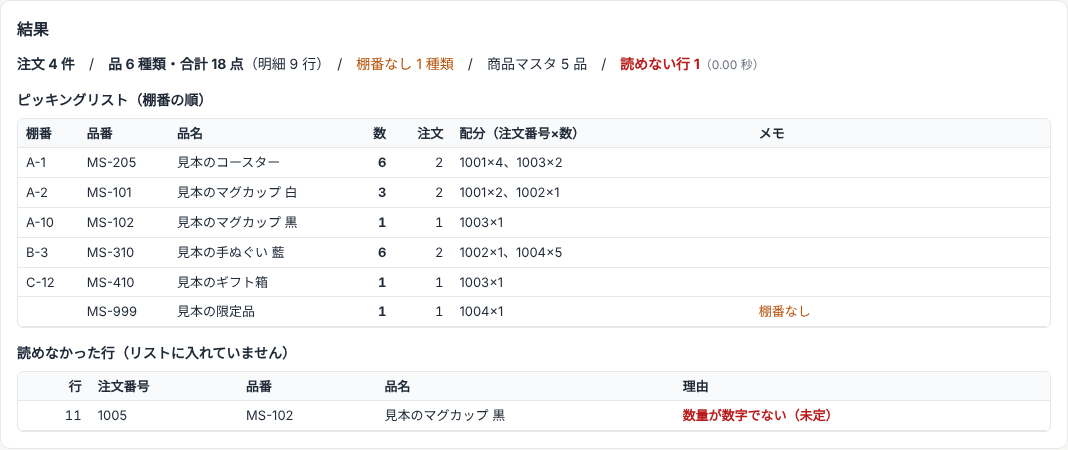 結果
注文 4 件 / 品 6 種類・合計 18 点（明細 9 行） / 棚番なし 1 種類 / 商品マスタ 5 品 / 読めない行 1（0.00 秒）
ピッキングリスト（棚番の順）
棚番 品番 品名 数 注文 配分（注文番号×数） メモ
A-1 MS-205 見本のコースター 6 2 1001×4、1003×2
A-2 MS-101 見本のマグカップ 白 3 2 1001×2、1002×1
A-10 MS-102 見本のマグカップ 黒 1 1 1003×1
B-3 MS-310 見本の手ぬぐい 藍 6 2 1002×1、1004×5
C-12 MS-410 見本のギフト箱 1 1 1003×1
MS-999 見本の限定品 1 1 1004×1 棚番なし
読めなかった行（リストに入れていません）
行 注文番号 品番 品名 理由
11 1005 MS-102 見本のマグカップ 黒 数量が数字でない（未定）